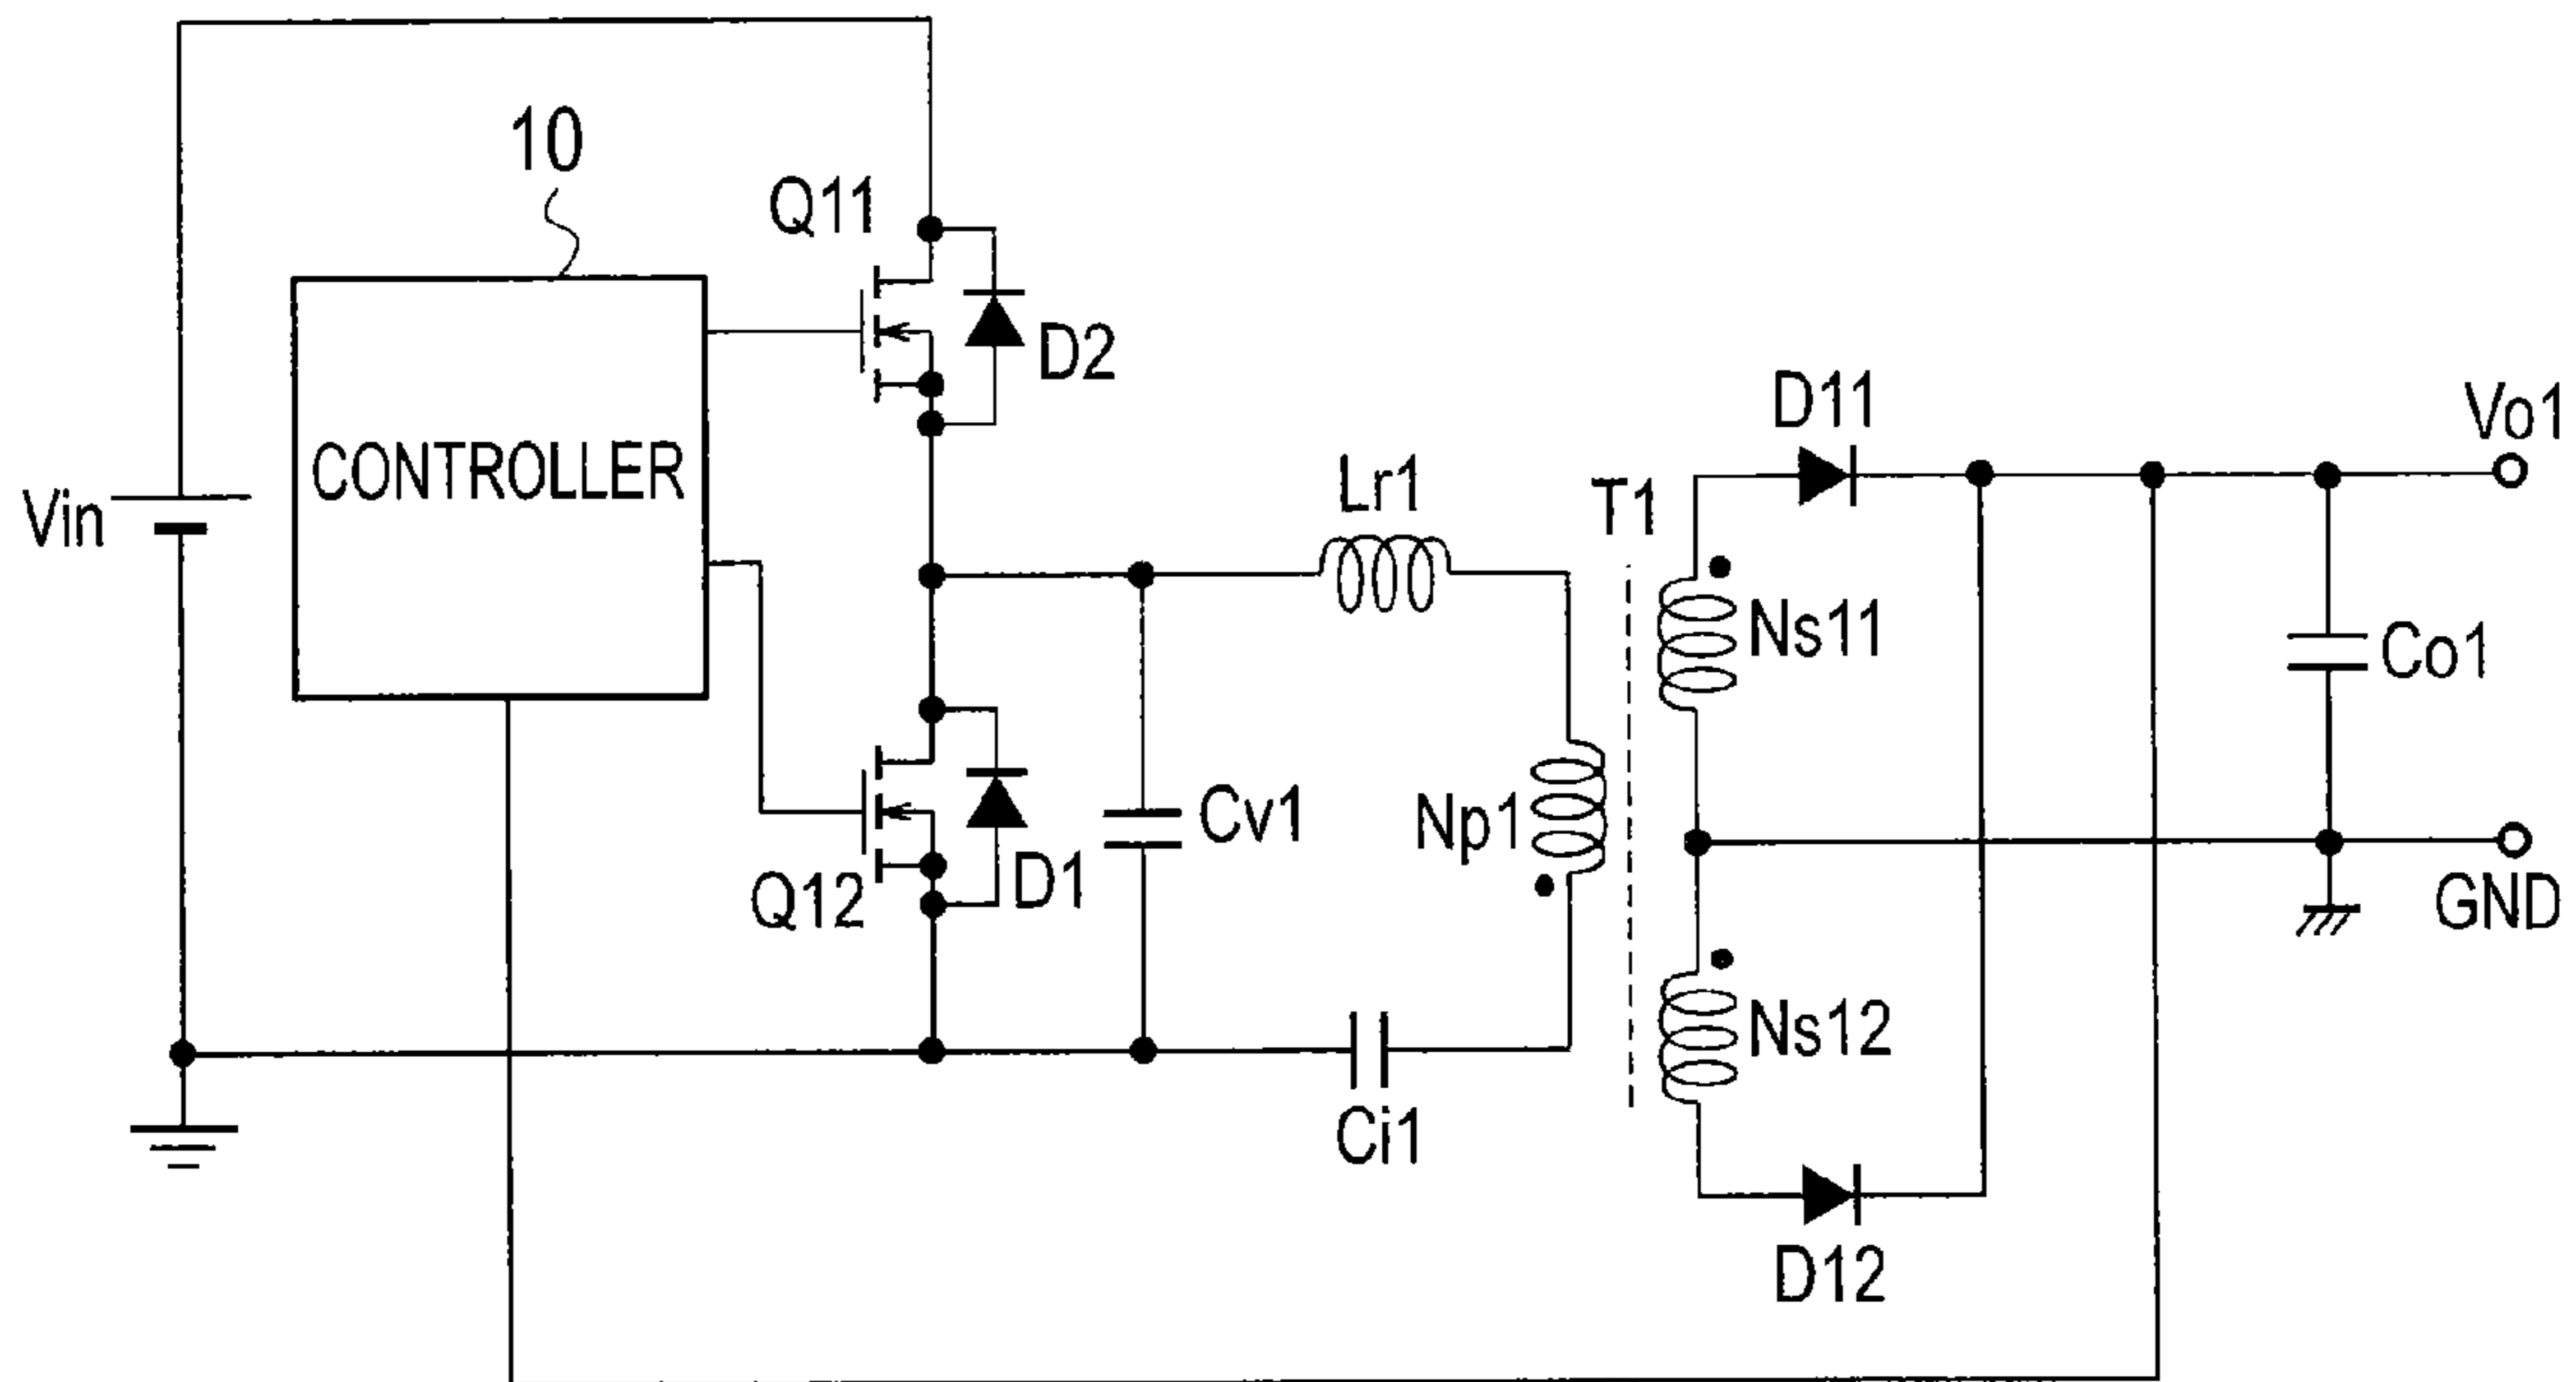 10
Q11
D2
CONTROLLER
Vin
D11
Vo1
Lr1
T1
Ns11
Co1
Cv1
Np1
Q12
D1
GND
Ns12
Ci1
D12